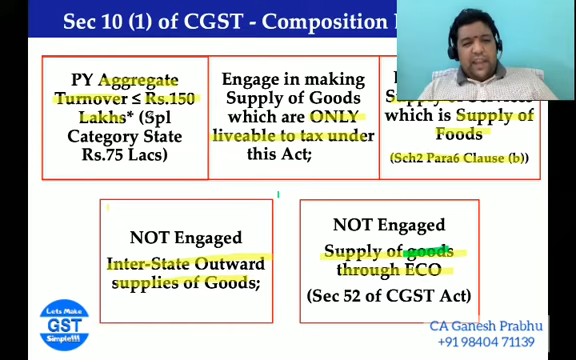 Sec 10 (1) of CGST - Composition
PY Aggregate
Turnover ≤ Rs.150
Lakhs* (Spl
Category State
Rs.75 Lacs)
Engage in making
Supply of Goods
which are ONLY
liveable to tax under
this Act;
which is Supply of
Foods
(Sch2 Para6 Clause (b))
NOT Engaged
Inter-State Outward
supplies of Goods;
NOT Engaged
Supply of goods
through ECO
(Sec 52 of CGST Act)
Lets Make
GST
Simple!!!
CA Ganesh Prabhu
+91 98404 71139